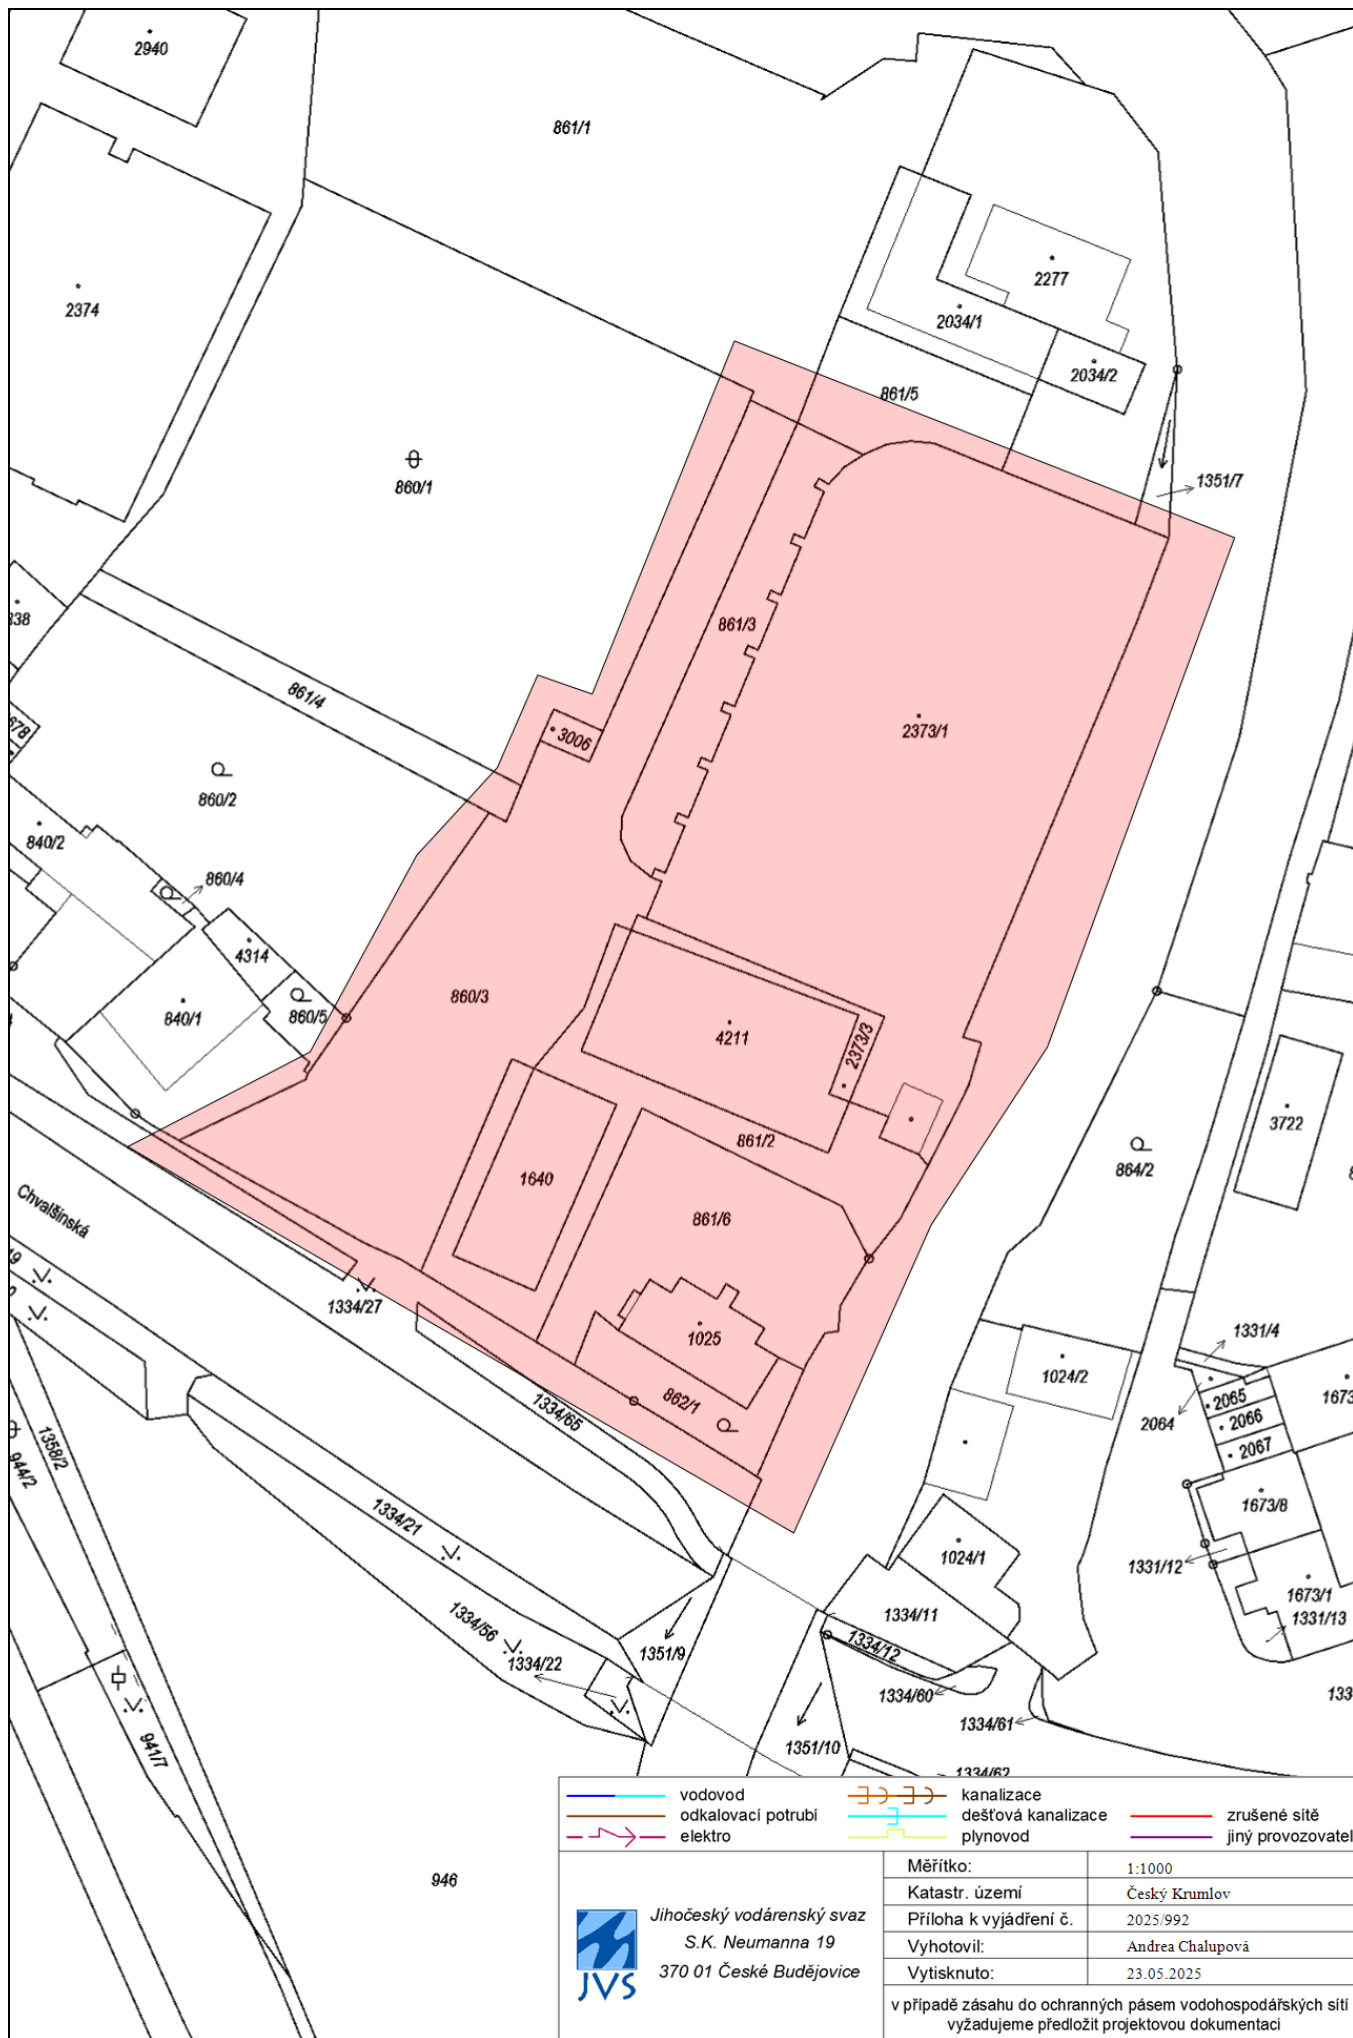 2940
861/1
2374
2277
2034/1
2034/2
861/5
860/1
1351/7
861/3
861/4
2373/1
3006
860/2
840/2
860/4
4314
860/3
840/1
860/5
4211
2373/3
3722
861/2
864/2
1640
Chvalšinská
861/6
1334/27
1025
1331/4
1024/2
862/1
2065
2064
2066
2067
1334/65
1358/2
944/2
1673/8
1334/21
1024/1
1331/12
1673/1
1331/13
1334/11
1334/56
1334/12
1351/9
1334/22
1334/60
1334/61
941/7
1351/10
1334/62
946
vodovod
odkalovací potrubí
elektro
kanalizace
dešťová kanalizace
plynovod
zrušené sítě
jiný provozovatel
Jihočeský vodárenský svaz
S.K. Neumanna 19
370 01 České Budějovice
JVS
Měřítko: 1:1000
Katastr. území Český Krumlov
Příloha k vyjádření č. 2025/992
Vyhotovil: Andrea Chalupová
Vytisknuto: 23.05.2025
v případě zásahu do ochranných pásem vodohospodářských sítí
vyžadujeme předložit projektovou dokumentaci